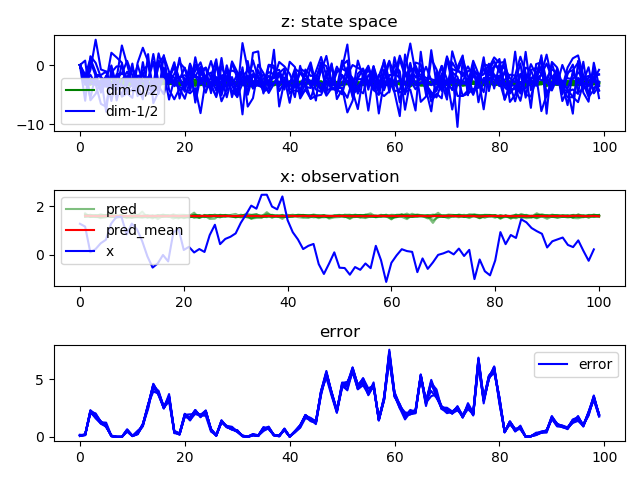 z: state space
0
−10
dim-0/2
dim-1/2
0 20 40 60 80 100
x: observation
2
0
pred
pred_mean
x
0 20 40 60 80 100
error
5
0
error
0 20 40 60 80 100